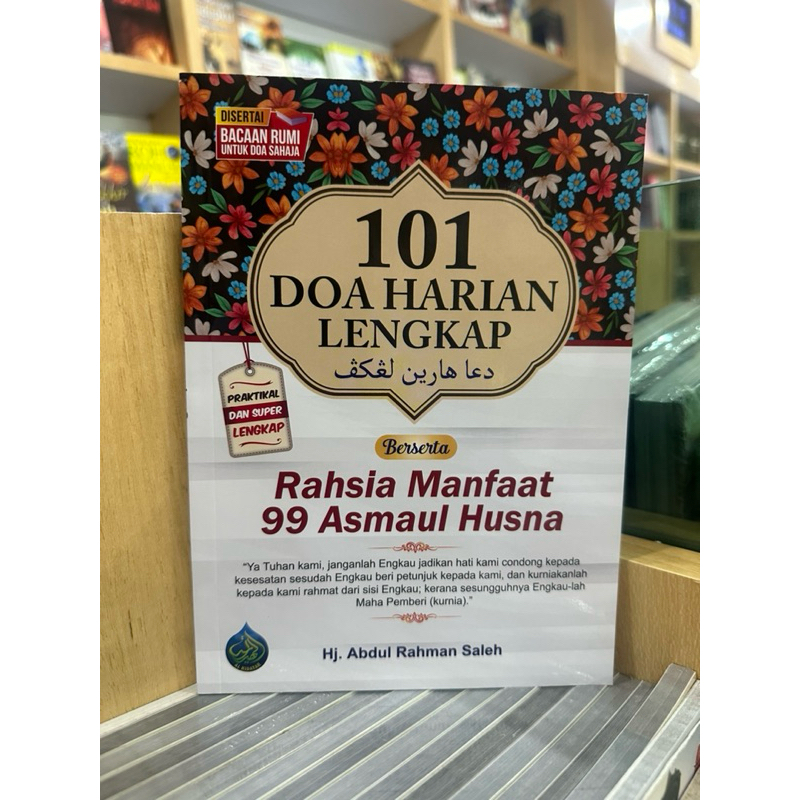 DISERTAI
BACAAN RUMI
UNTUK DOA SAHAJA
101
DOA HARIAN
LENGKAP
دعا هارين لڠكڤ
PRAKTIKAL
DAN SUPER
LENGKAP
Berserta
Rahsia Manfaat
99 Asmaul Husna
"Ya Tuhan kami, janganlah Engkau jadikan hati kami condong kepada
kesesatan sesudah Engkau beri petunjuk kepada kami, dan kurniakanlah
kepada kami rahmat dari sisi Engkau; kerana sesungguhnya Engkau-lah
Maha Pemberi (kurnia)."
Hj. Abdul Rahman Saleh